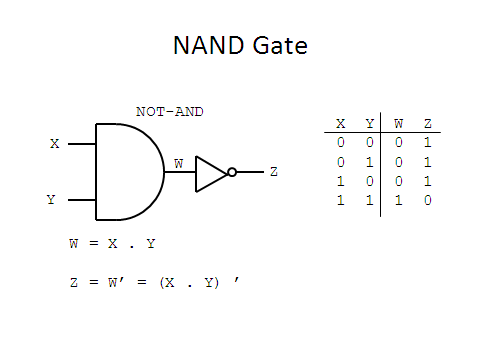 NAND Gate
NOT-AND
X
W
Z
Y
W = X . Y
Z = W' = (X . Y) '
X Y W Z
0 0 0 1
0 1 0 1
1 0 0 1
1 1 1 0